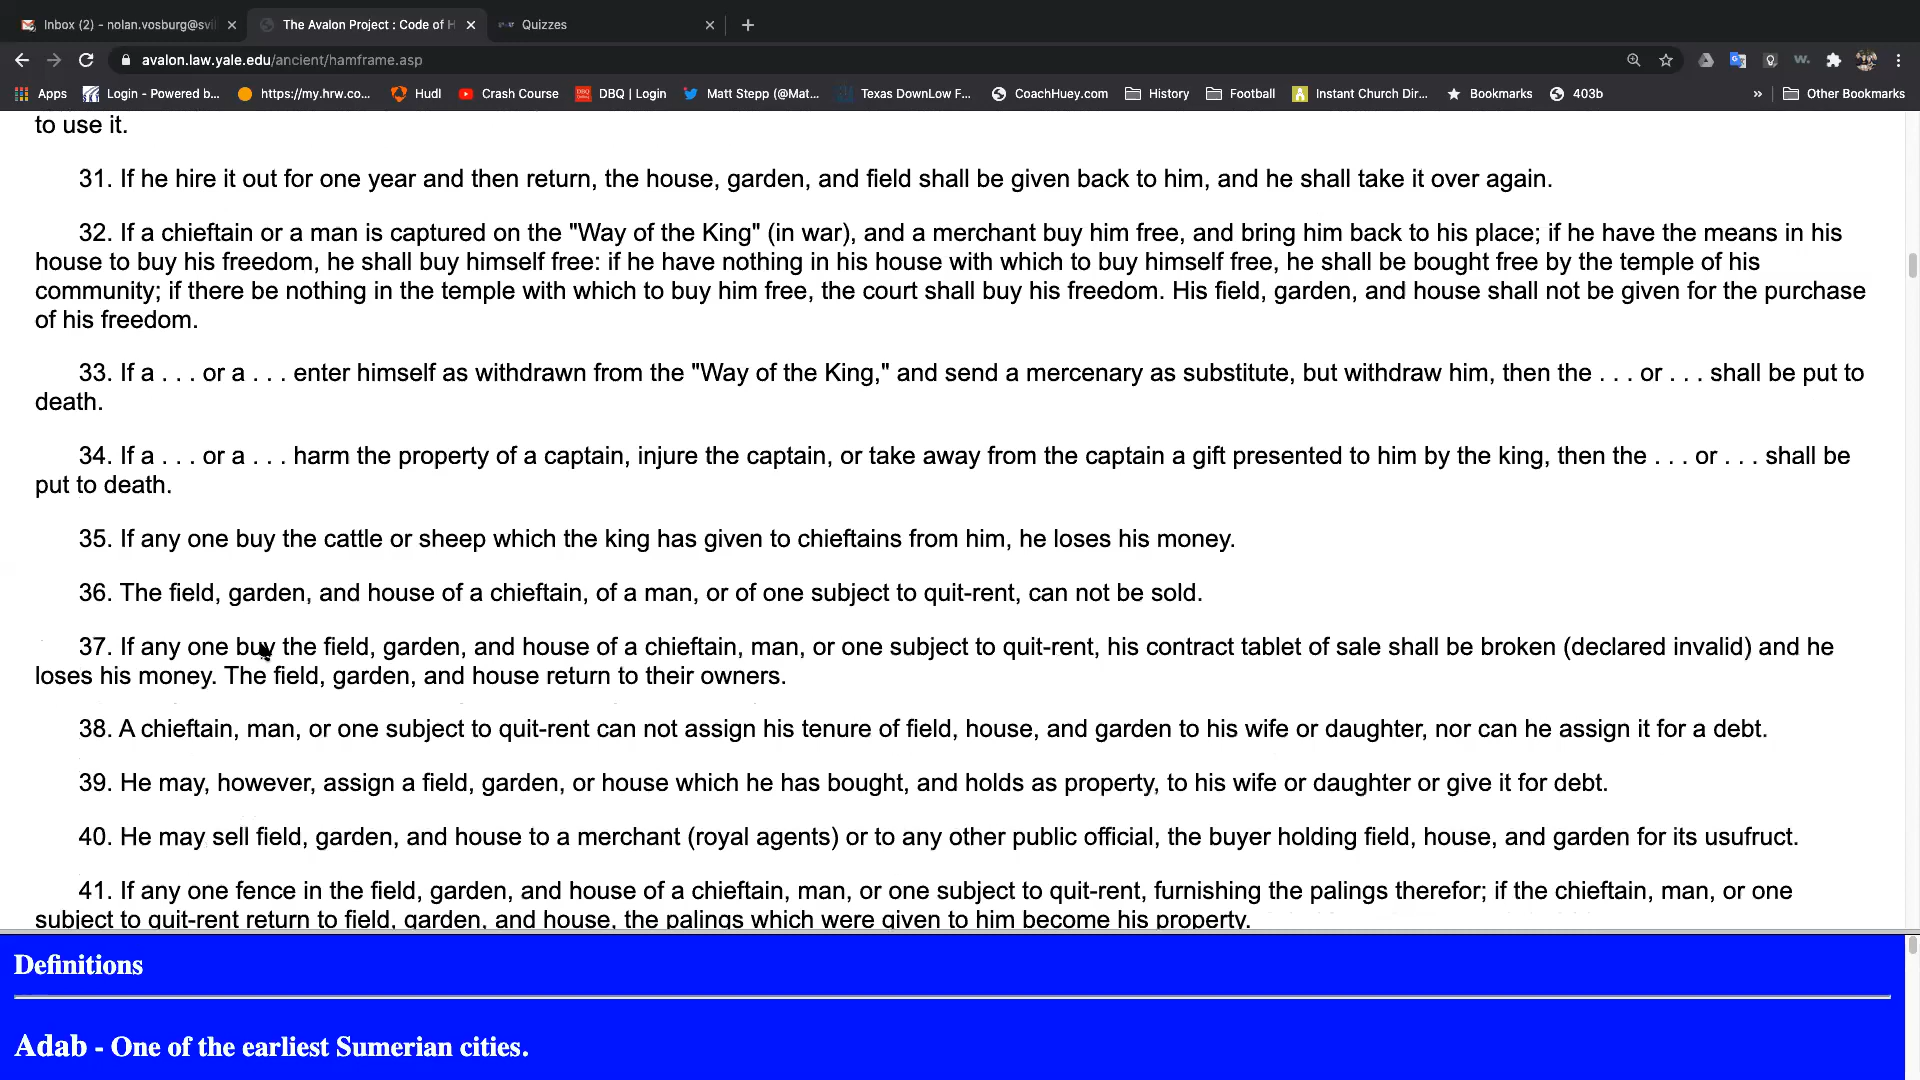 Inbox (2) - nolan.vosburg@svi
The Avalon Project : Code of H
Quizzes
avalon.law.yale.edu/ancient/hamframe.asp
Apps
Login - Powered b...
https://my.hrw.co...
Hudl
Crash Course
DBQ | Login
Matt Stepp (@Mat...
Texas DownLow F...
CoachHuey.com
History
Football
Instant Church Dir...
Bookmarks
403b
»
Other Bookmarks
to use it.
31. If he hire it out for one year and then return, the house, garden, and field shall be given back to him, and he shall take it over again.
32. If a chieftain or a man is captured on the "Way of the King" (in war), and a merchant buy him free, and bring him back to his place; if he have the means in his
house to buy his freedom, he shall buy himself free: if he have nothing in his house with which to buy himself free, he shall be bought free by the temple of his
community; if there be nothing in the temple with which to buy him free, the court shall buy his freedom. His field, garden, and house shall not be given for the purchase
of his freedom.
33. If a . . . or a . . . enter himself as withdrawn from the "Way of the King," and send a mercenary as substitute, but withdraw him, then the . . . or . . . shall be put to
death.
34. If a . . . or a . . . harm the property of a captain, injure the captain, or take away from the captain a gift presented to him by the king, then the . . . or . . . shall be
put to death.
35. If any one buy the cattle or sheep which the king has given to chieftains from him, he loses his money.
36. The field, garden, and house of a chieftain, of a man, or of one subject to quit-rent, can not be sold.
37. If any one buy the field, garden, and house of a chieftain, man, or one subject to quit-rent, his contract tablet of sale shall be broken (declared invalid) and he
loses his money. The field, garden, and house return to their owners.
38. A chieftain, man, or one subject to quit-rent can not assign his tenure of field, house, and garden to his wife or daughter, nor can he assign it for a debt.
39. He may, however, assign a field, garden, or house which he has bought, and holds as property, to his wife or daughter or give it for debt.
40. He may sell field, garden, and house to a merchant (royal agents) or to any other public official, the buyer holding field, house, and garden for its usufruct.
41. If any one fence in the field, garden, and house of a chieftain, man, or one subject to quit-rent, furnishing the palings therefor; if the chieftain, man, or one
subject to quit-rent return to field, garden, and house, the palings which were given to him become his property.
Definitions
Adab - One of the earliest Sumerian cities.